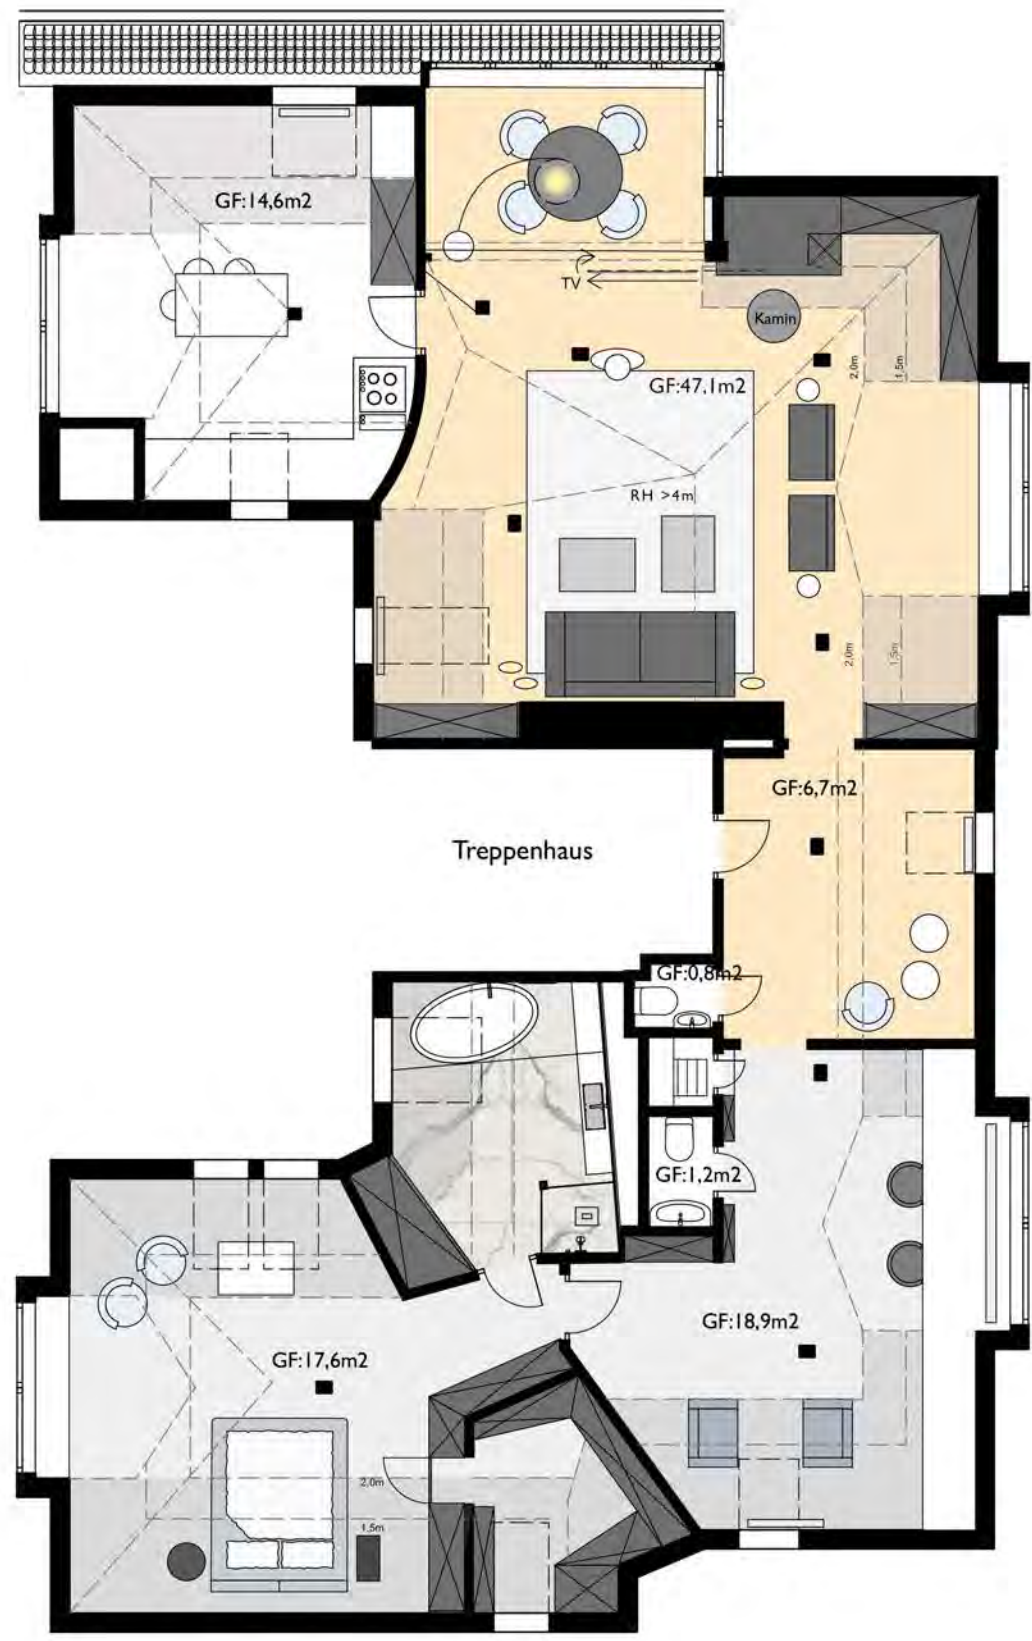 GF:14,6m2
TV
Kamin
2,0m
1,5m
GF:47,1m2
RH >4m
2,0m
1,5m
GF:6,7m2
Treppenhaus
GF:0,8m2
GF:1,2m2
GF:18,9m2
GF:17,6m2
2,0m
1,5m